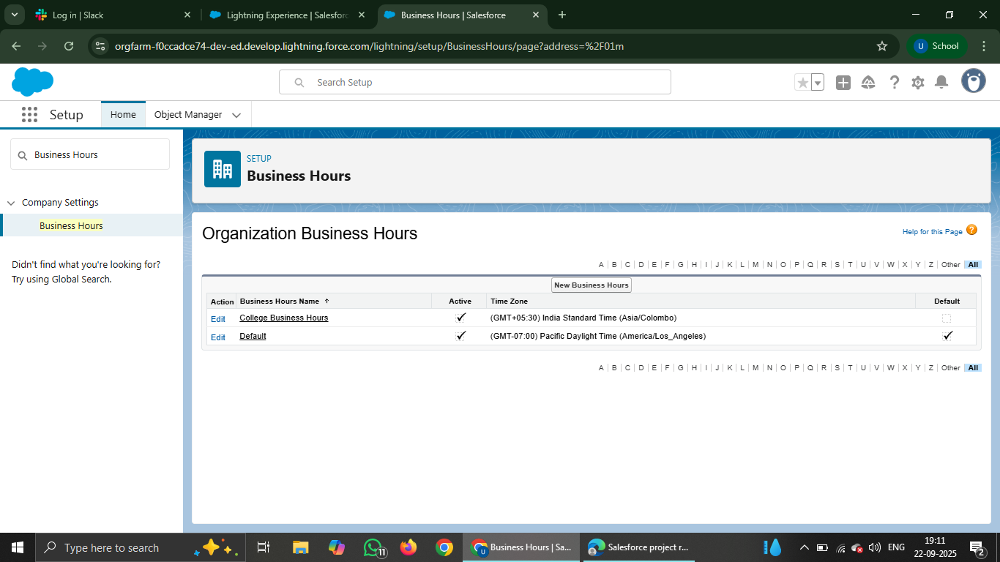 Log in | Slack
Lightning Experience | Salesforc
Business Hours | Salesforce
orgfarm-f0ccadce74-dev-ed.develop.lightning.force.com/lightning/setup/BusinessHours/page?address=%2F01m
U School
Search Setup
Setup
Home
Object Manager
Business Hours
Company Settings
Business Hours
Didn't find what you're looking for?
Try using Global Search.
SETUP
Business Hours
Organization Business Hours
Help for this Page ?
A | B | C | D | E | F | G | H | I | J | K | L | M | N | O | P | Q | R | S | T | U | V | W | X | Y | Z | Other | All
New Business Hours
Action Business Hours Name ↑ Active Time Zone Default
Edit College Business Hours ✓ (GMT+05:30) India Standard Time (Asia/Colombo)
Edit Default ✓ (GMT-07:00) Pacific Daylight Time (America/Los_Angeles) ✓
A | B | C | D | E | F | G | H | I | J | K | L | M | N | O | P | Q | R | S | T | U | V | W | X | Y | Z | Other | All
Type here to search
11
U
Business Hours | Sa...
Salesforce project r...
ENG
19:11
22-09-2025
2